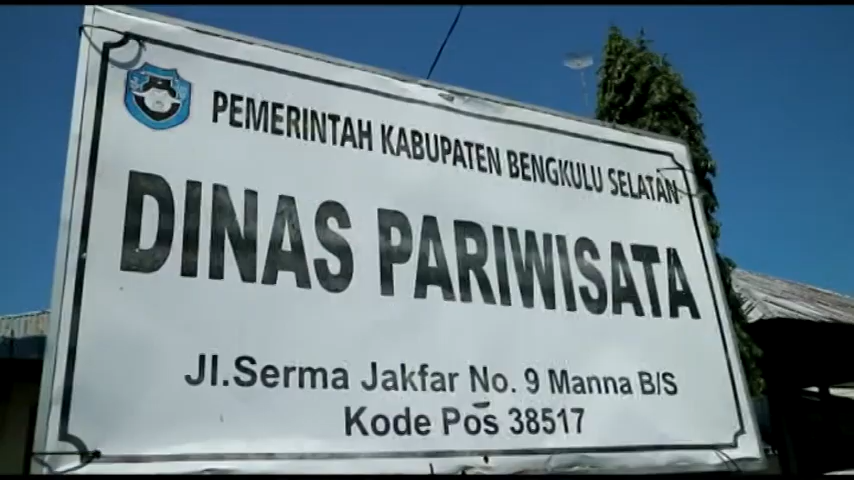 PEMERINTAH KABUPATEN BENGKULU SELATAN
DINAS PARIWISATA
Jl.Serma Jakfar No. 9 Manna B/S
Kode Pos 38517